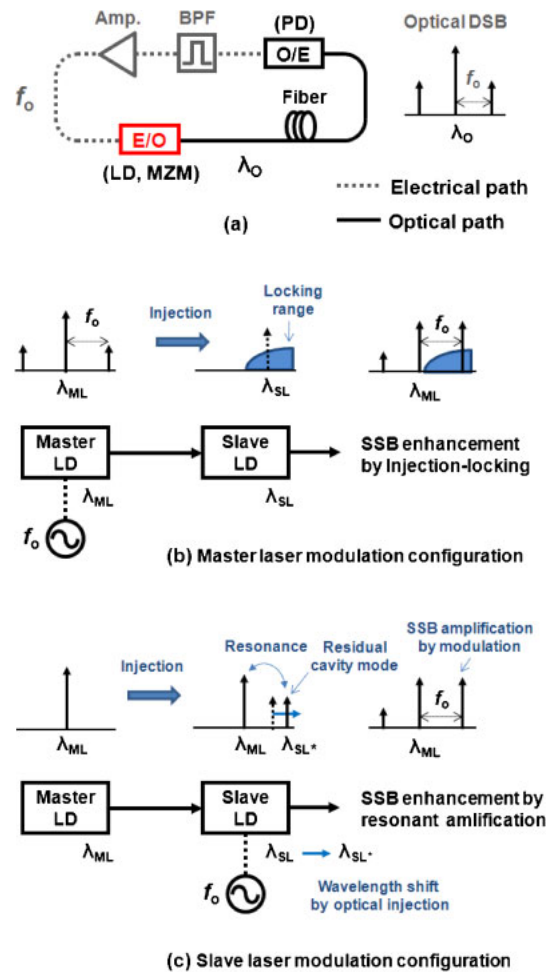 Amp.
BPF
(PD)
O/E
Optical DSB
fo
Fiber
fo
E/O
λO
λO
(LD, MZM)
Electrical path
Optical path
(a)
fo
Injection
Locking
range
fo
λML
λSL
λML
Master
LD
Slave
LD
SSB enhancement
by Injection-locking
λML
λSL
fo
(b) Master laser modulation configuration
Injection
Resonance
Residual
cavity mode
SSB amplification
by modulation
fo
λML
λML
λSL*
λML
Master
LD
Slave
LD
SSB enhancement by
resonant amlification
λML
λSL
λSL*
fo
Wavelength shift
by optical injection
(c) Slave laser modulation configuration